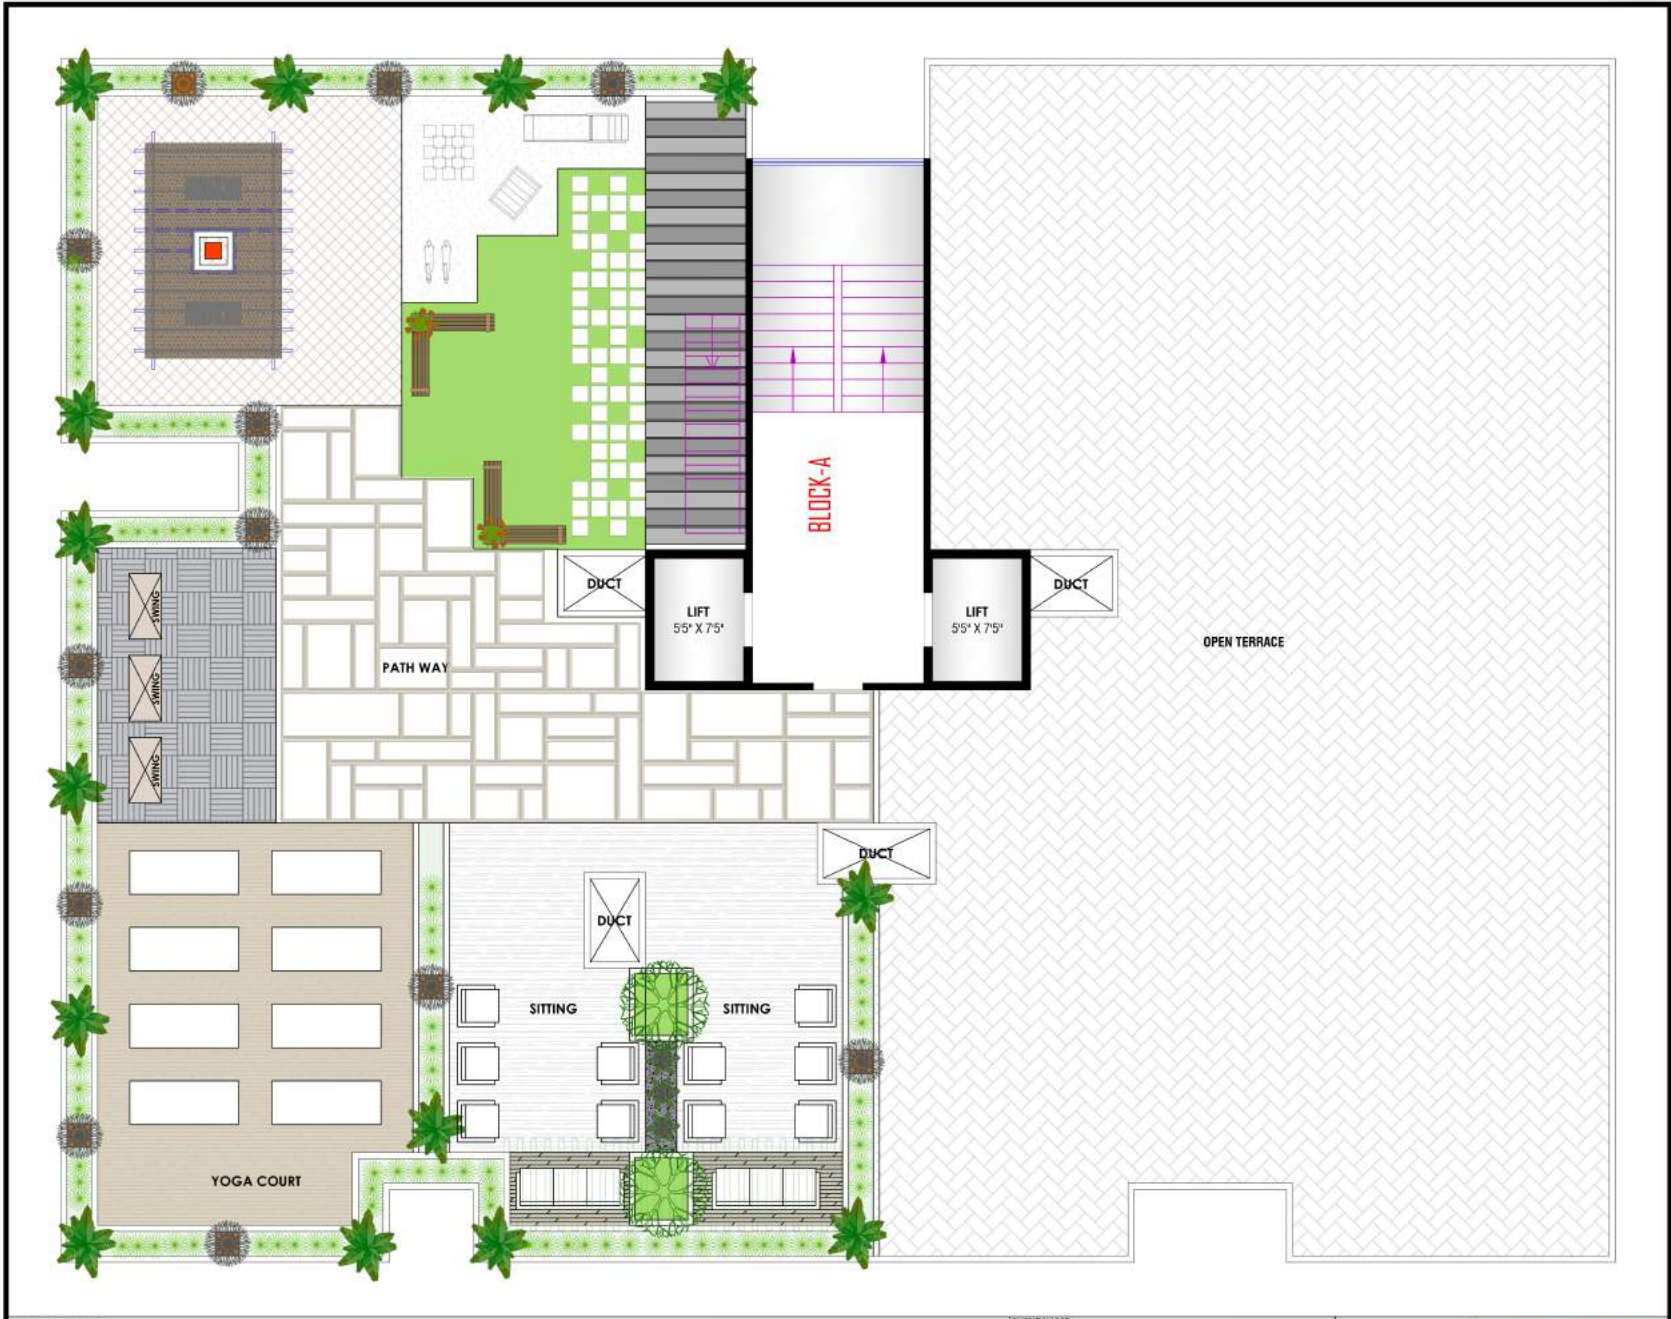 BLOCK-A
DUCT
LIFT
5'5" X 7'5"
LIFT
5'5" X 7'5"
DUCT
SWING
SWING
SWING
PATH WAY
OPEN TERRACE
DUCT
DUCT
SITTING
SITTING
YOGA COURT